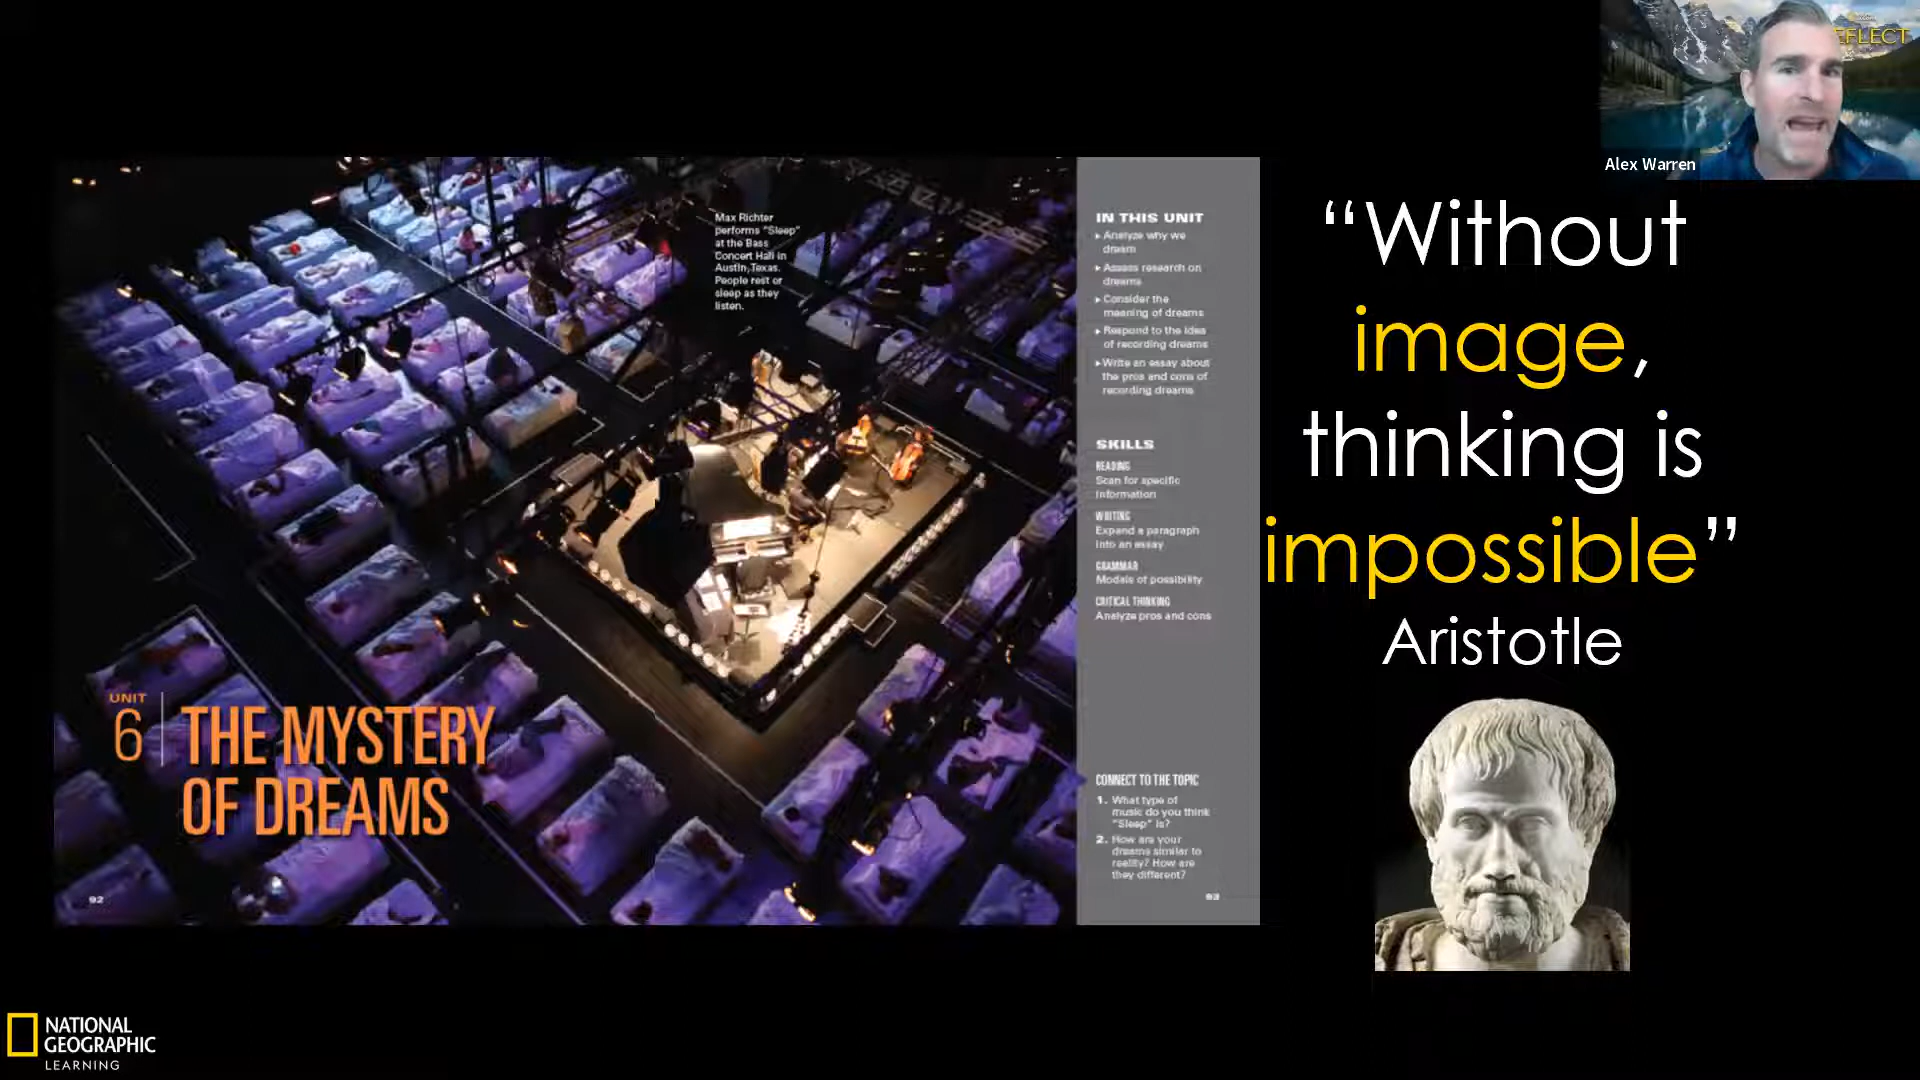 EFLECT
Alex Warren
Max Richter
performs "Sleep"
at the Bass
Concert Hall in
Austin, Texas.
People rest or
sleep as they
listen.
UNIT
6
THE MYSTERY
OF DREAMS
92
IN THIS UNIT
▸ Analyze why we
dream
▸ Assess research on
dreams
▸ Consider the
meaning of dreams
▸ Respond to the idea
of recording dreams
▸ Write an essay about
the pros and cons of
recording dreams
SKILLS
READING
Scan for specific
information
WRITING
Expand a paragraph
into an essay
GRAMMAR
Modals of possibility
CRITICAL THINKING
Analyze pros and cons
CONNECT TO THE TOPIC
1. What type of
music do you think
"Sleep" is?
2. How are your
dreams similar to
reality? How are
they different?
93
“Without
image,
thinking is
impossible”
Aristotle
NATIONAL
GEOGRAPHIC
LEARNING